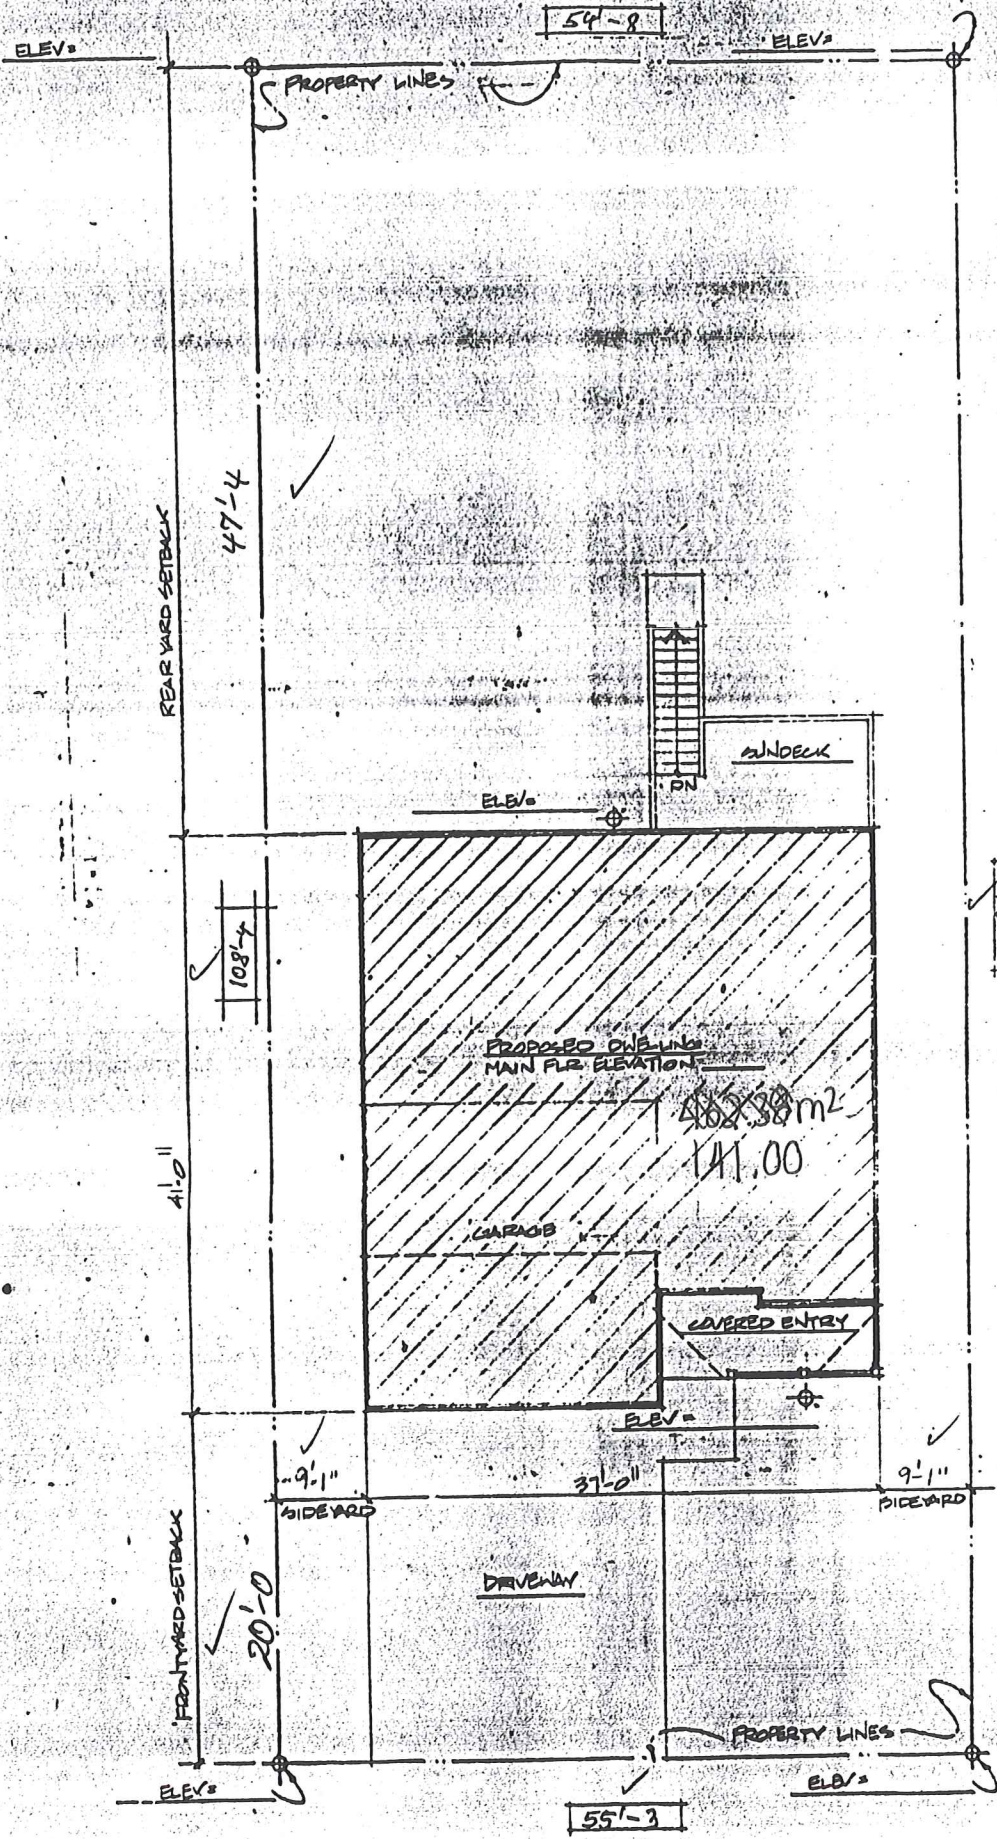 54'-8
ELEV=
ELEV=
PROPERTY LINES
47'-4
REARYARD SETBACK
SUNDECK
DN
ELEV=
108'-4
PROPOSED DWELLING
MAIN FLR ELEVATION
m2
141.00
41'-0"
GARAGE
COVERED ENTRY
ELEV=
9'-1"
37'-0"
9'-1"
SIDEYARD
SIDEYARD
DRIVEWAY
FRONTYARD SETBACK
20'-0
PROPERTY LINES
ELEV=
ELEV=
55'-3